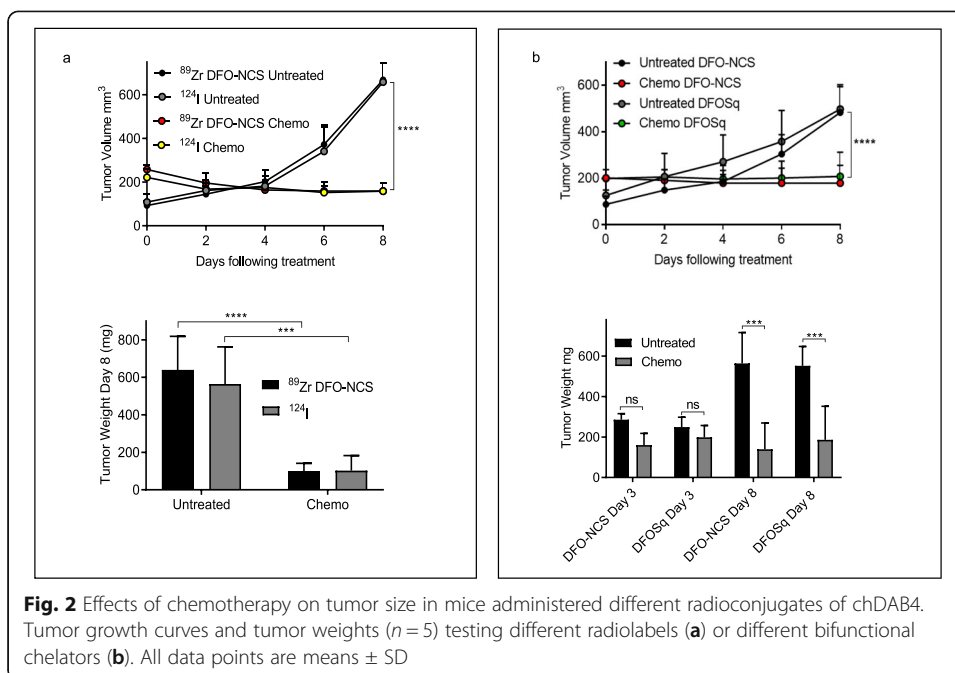 a
⁸⁹Zr DFO-NCS Untreated
¹²⁴I Untreated
⁸⁹Zr DFO-NCS Chemo
¹²⁴I Chemo
Tumor Volume mm³
600
400
200
0
****
0 2 4 6 8
Days following treatment
Tumor Weight Day 8 (mg)
800
600
400
200
0
****
***
⁸⁹Zr DFO-NCS
¹²⁴I
Untreated Chemo
b
Untreated DFO-NCS
Chemo DFO-NCS
Untreated DFOSq
Chemo DFOSq
Tumor Volume mm³
600
400
200
0
****
0 2 4 6 8
Days following treatment
Tumor Weight mg
800
600
400
200
0
Untreated
Chemo
ns ns *** ***
DFO-NCS Day 3
DFOSq Day 3
DFO-NCS Day 8
DFOSq Day 8
Fig. 2 Effects of chemotherapy on tumor size in mice administered different radioconjugates of chDAB4.
Tumor growth curves and tumor weights (n = 5) testing different radiolabels (a) or different bifunctional
chelators (b). All data points are means ± SD